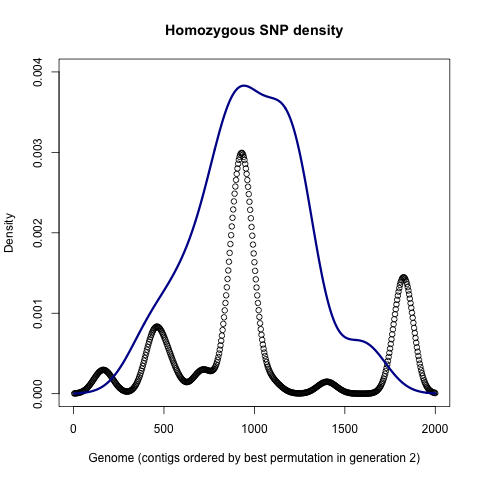 Homozygous SNP density
Density
0.004
0.003
0.002
0.001
0.000
0 500 1000 1500 2000
Genome (contigs ordered by best permutation in generation 2)